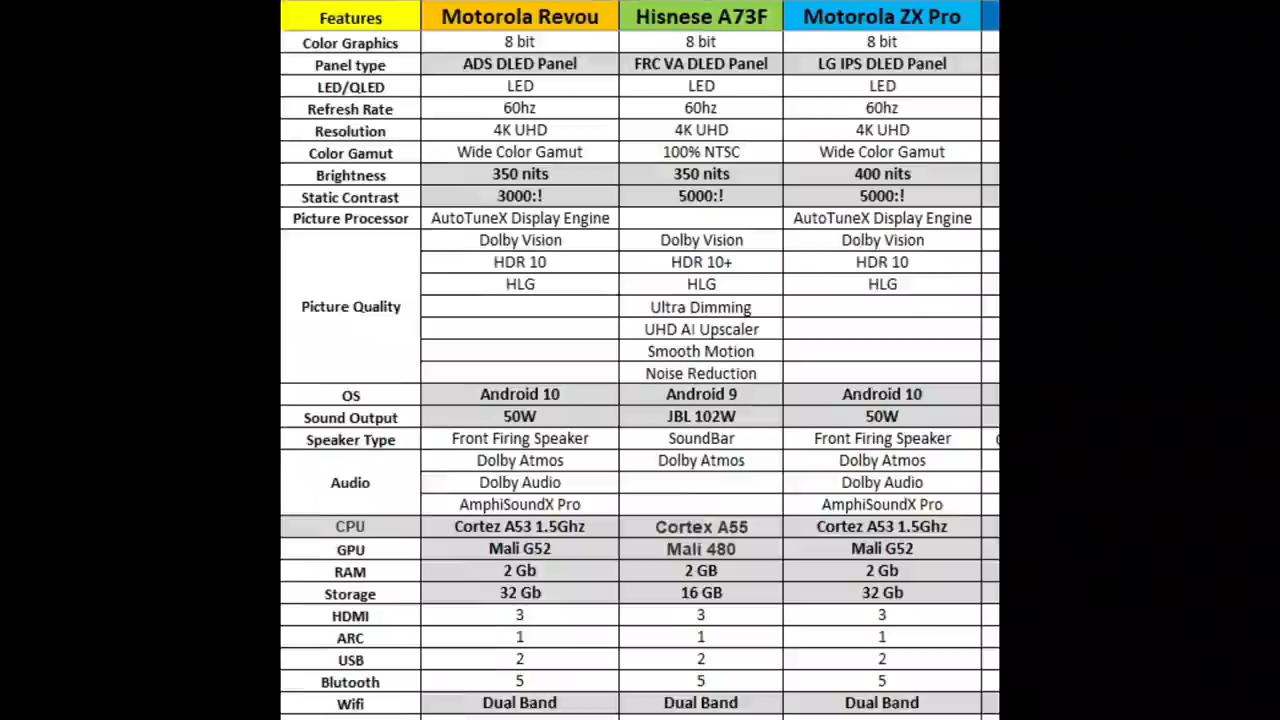 Features Motorola Revou Hisnese A73F Motorola ZX Pro
Color Graphics 8 bit 8 bit 8 bit
Panel type ADS DLED Panel FRC VA DLED Panel LG IPS DLED Panel
LED/QLED LED LED LED
Refresh Rate 60hz 60hz 60hz
Resolution 4K UHD 4K UHD 4K UHD
Color Gamut Wide Color Gamut 100% NTSC Wide Color Gamut
Brightness 350 nits 350 nits 400 nits
Static Contrast 3000:! 5000:! 5000:!
Picture Processor AutoTuneX Display Engine AutoTuneX Display Engine
Dolby Vision Dolby Vision Dolby Vision
HDR 10 HDR 10+ HDR 10
HLG HLG HLG
Picture Quality Ultra Dimming
UHD AI Upscaler
Smooth Motion
Noise Reduction
OS Android 10 Android 9 Android 10
Sound Output 50W JBL 102W 50W
Speaker Type Front Firing Speaker SoundBar Front Firing Speaker
Dolby Atmos Dolby Atmos Dolby Atmos
Audio Dolby Audio Dolby Audio
AmphiSoundX Pro AmphiSoundX Pro
CPU Cortez A53 1.5Ghz Cortex A55 Cortez A53 1.5Ghz
GPU Mali G52 Mali 480 Mali G52
RAM 2 Gb 2 GB 2 Gb
Storage 32 Gb 16 GB 32 Gb
HDMI 3 3 3
ARC 1 1 1
USB 2 2 2
Blutooth 5 5 5
Wifi Dual Band Dual Band Dual Band